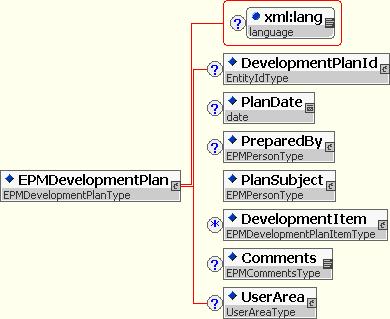 ? xml:lang
language
? DevelopmentPlanId
EntityIdType
? PlanDate
date
? PreparedBy
EPMPersonType
EPMDevelopmentPlan
EPMDevelopmentPlanType
PlanSubject
EPMPersonType
* DevelopmentItem
EPMDevelopmentPlanItemType
? Comments
EPMCommentsType
? UserArea
UserAreaType